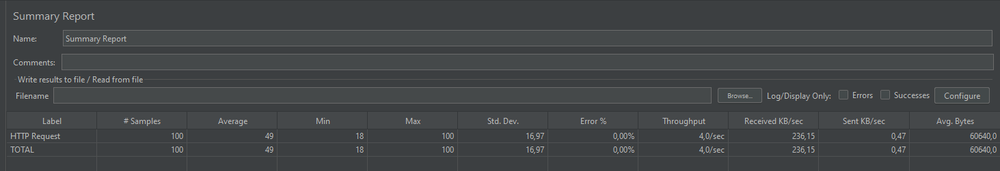 Summary Report
Name: Summary Report
Comments:
Write results to file / Read from file
Filename Browse... Log/Display Only: Errors Successes Configure
Label # Samples Average Min Max Std. Dev. Error % Throughput Received KB/sec Sent KB/sec Avg. Bytes
HTTP Request 100 49 18 100 16,97 0,00% 4,0/sec 236,15 0,47 60640,0
TOTAL 100 49 18 100 16,97 0,00% 4,0/sec 236,15 0,47 60640,0